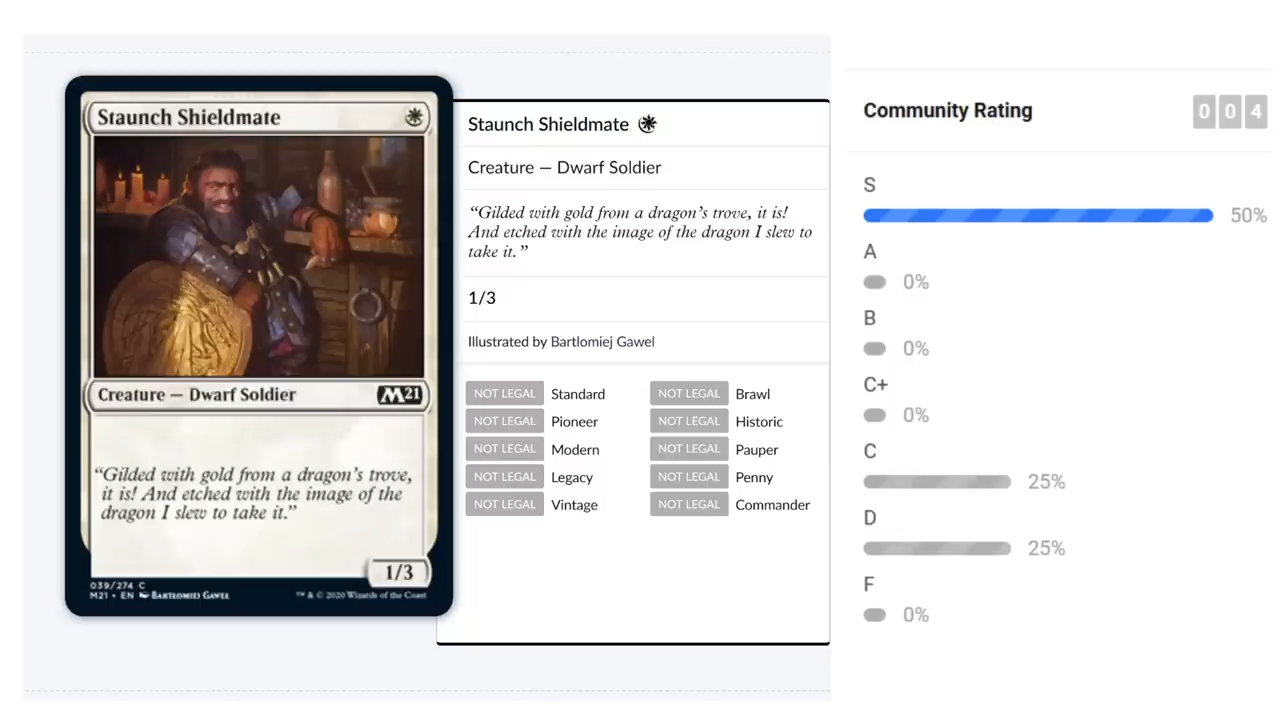 Staunch Shieldmate
Creature — Dwarf Soldier
M21
“Gilded with gold from a dragon’s trove,
it is! And etched with the image of the
dragon I slew to take it.”
1/3
039/274 C
M21 • EN Bartlomiej Gawel
™ & © 2020 Wizards of the Coast
Staunch Shieldmate
Creature — Dwarf Soldier
“Gilded with gold from a dragon’s trove, it is!
And etched with the image of the dragon I slew to
take it.”
1/3
Illustrated by Bartlomiej Gawel
NOT LEGAL Standard NOT LEGAL Brawl
NOT LEGAL Pioneer NOT LEGAL Historic
NOT LEGAL Modern NOT LEGAL Pauper
NOT LEGAL Legacy NOT LEGAL Penny
NOT LEGAL Vintage NOT LEGAL Commander
Community Rating 0 0 4
S
50%
A
0%
B
0%
C+
0%
C
25%
D
25%
F
0%